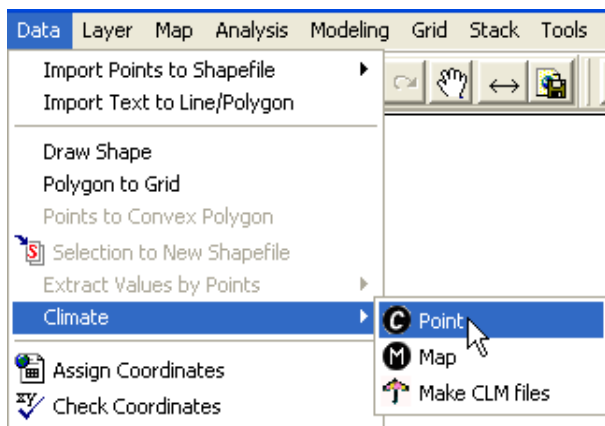 Data Layer Map Analysis Modeling Grid Stack Tools
Import Points to Shapefile
Import Text to Line/Polygon
Draw Shape
Polygon to Grid
Points to Convex Polygon
S Selection to New Shapefile
Extract Values by Points
Climate
C Point
M Map
Make CLM files
Assign Coordinates
xy Check Coordinates